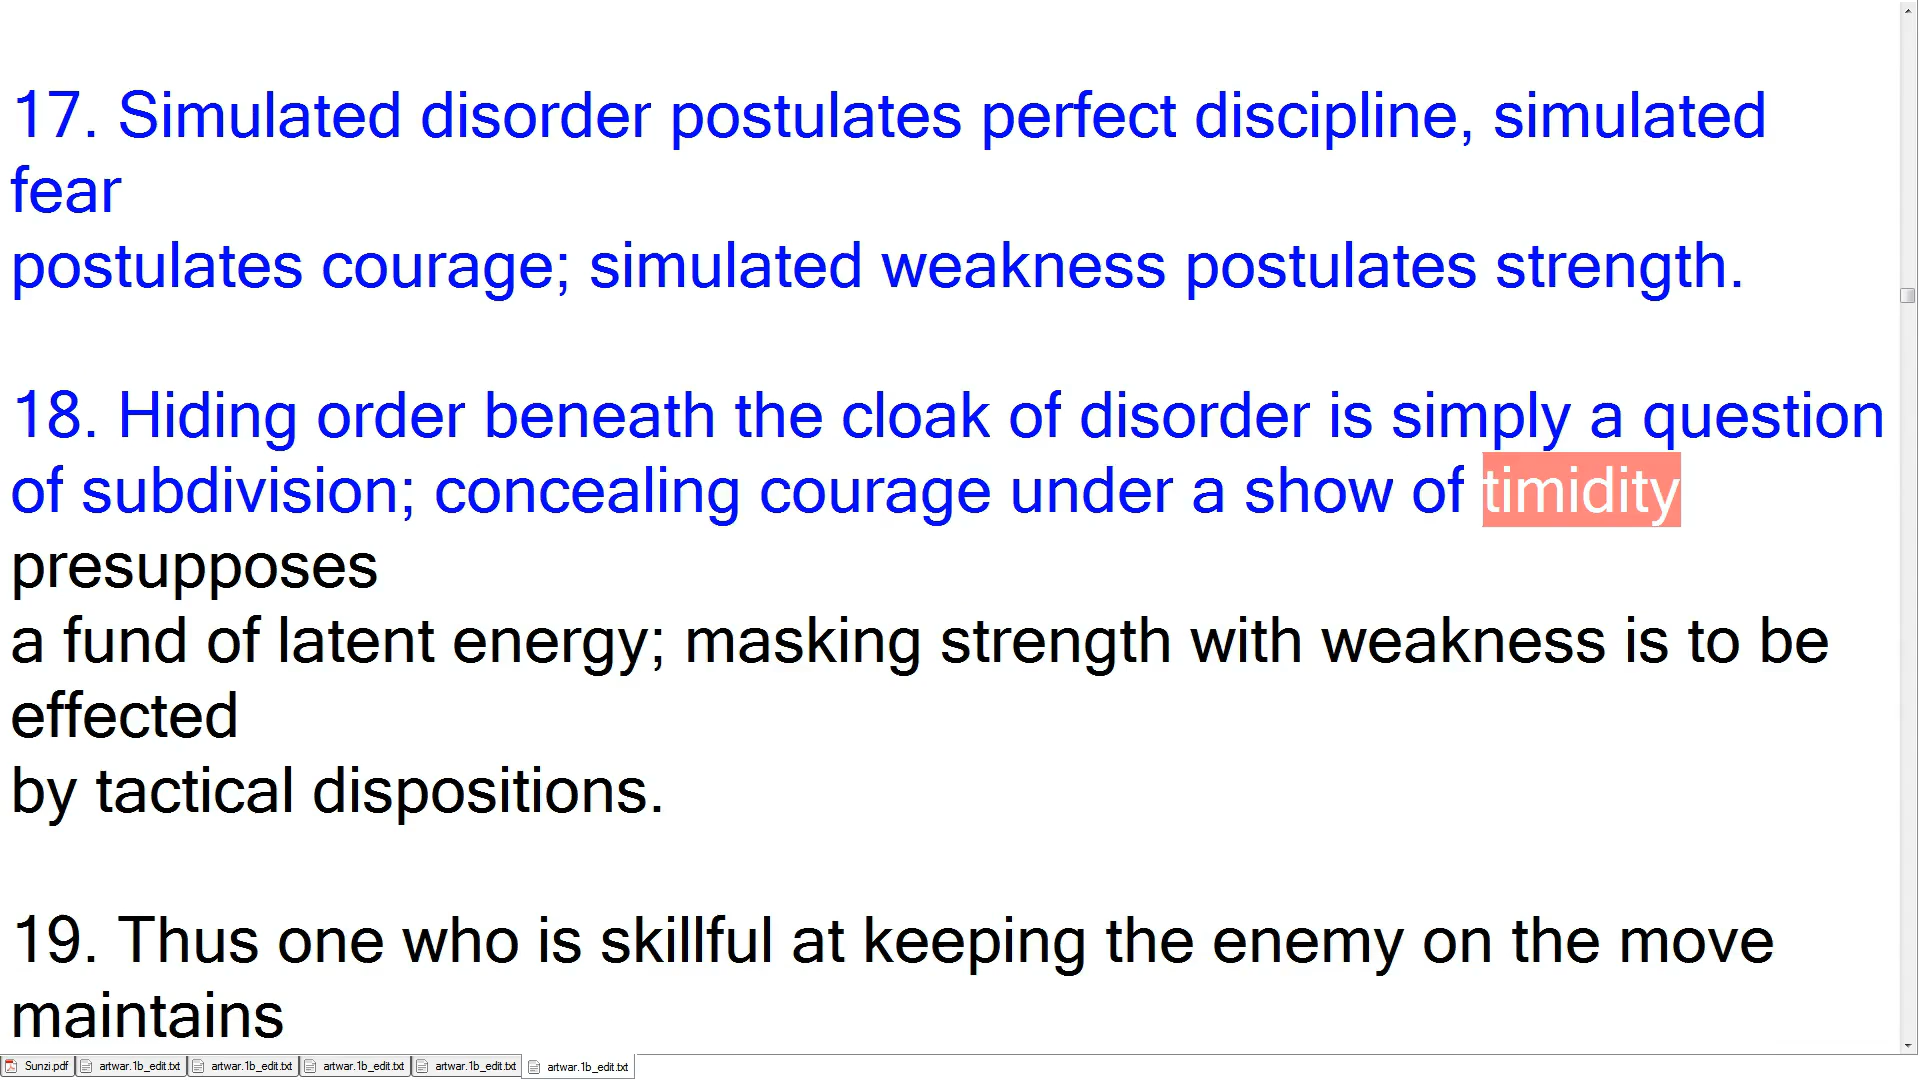 17. Simulated disorder postulates perfect discipline, simulated
fear
postulates courage; simulated weakness postulates strength.
18. Hiding order beneath the cloak of disorder is simply a question
of subdivision; concealing courage under a show of timidity
presupposes
a fund of latent energy; masking strength with weakness is to be
effected
by tactical dispositions.
19. Thus one who is skillful at keeping the enemy on the move
maintains
Sunzi.pdf artwar.1b_edit.txt artwar.1b_edit.txt artwar.1b_edit.txt artwar.1b_edit.txt artwar.1b_edit.txt